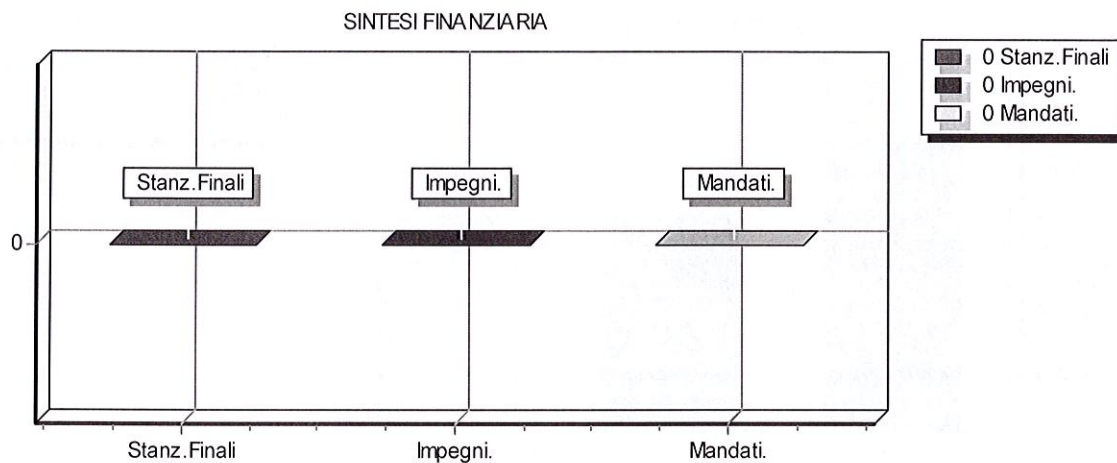 SINTESI FINANZIARIA
0 Stanz.Finali
0 Impegni.
0 Mandati.
Stanz.Finali
Impegni.
Mandati.
0
Stanz.Finali
Impegni.
Mandati.